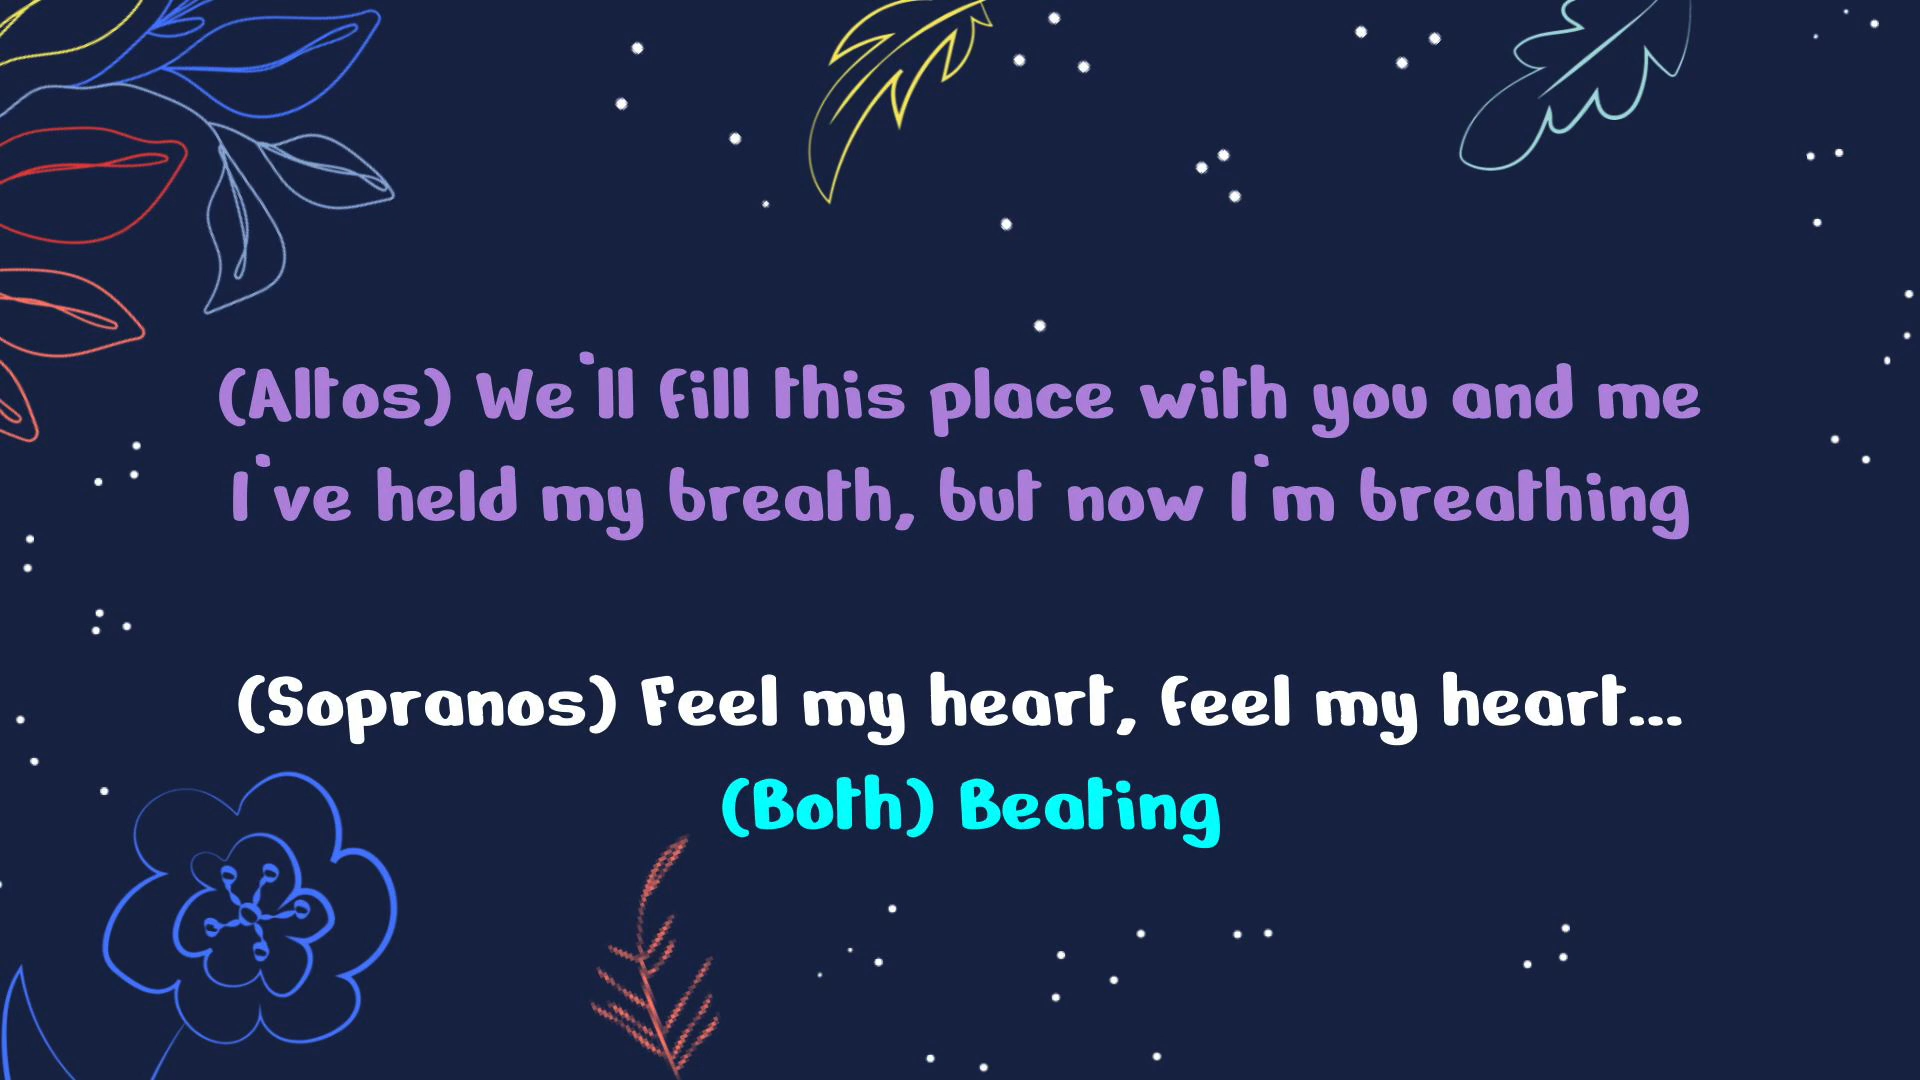 (Altos) We'll fill this place with you and me
I've held my breath, but now I'm breathing
(Sopranos) Feel my heart, feel my heart...
(Both) Beating